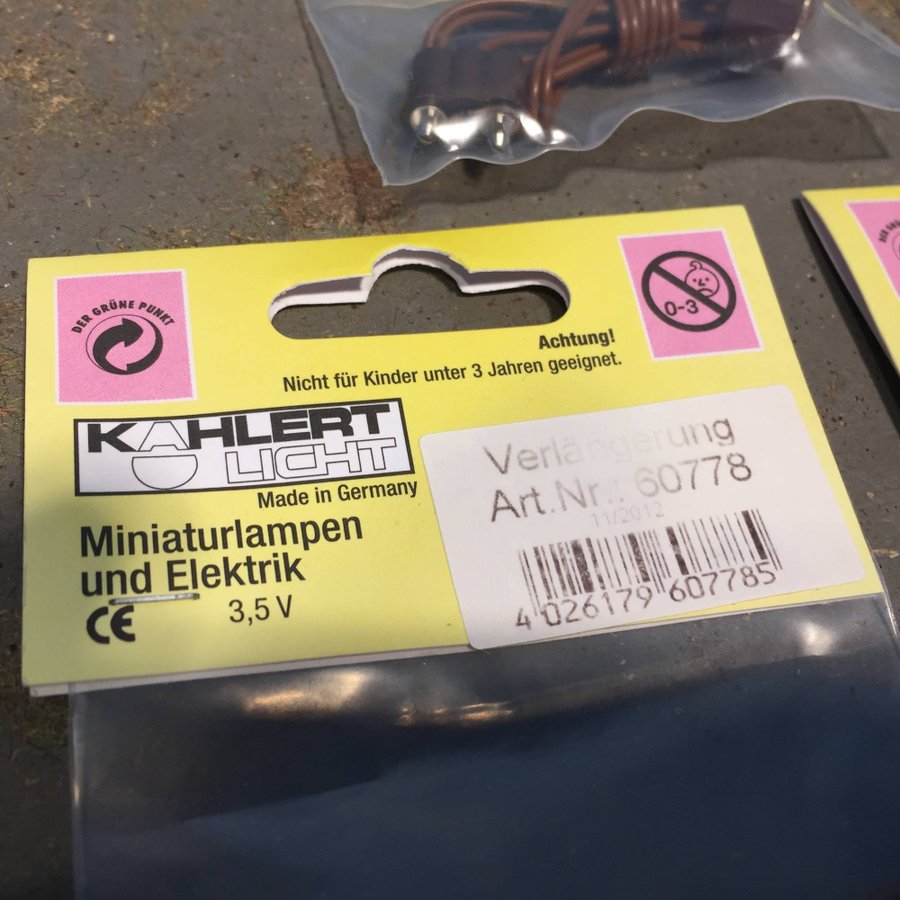 DER GRÜNE PUNKT
0-3
Achtung!
Nicht für Kinder unter 3 Jahren geeignet.
KAHLERT
LICHT
Made in Germany
Miniaturlampen
und Elektrik
CE 3,5 V
Verlängerung
Art.Nr.: 60778
11/2012
4 026179 607785